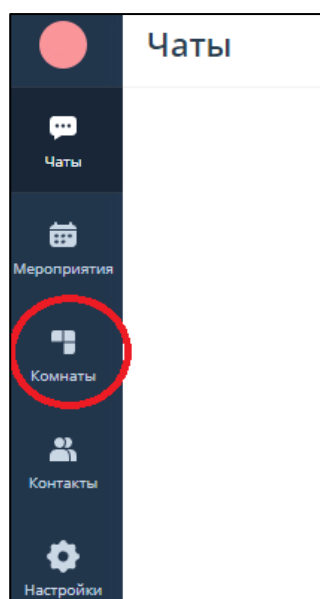 Чаты
Чаты
Мероприятия
Комнаты
Контакты
Настройки